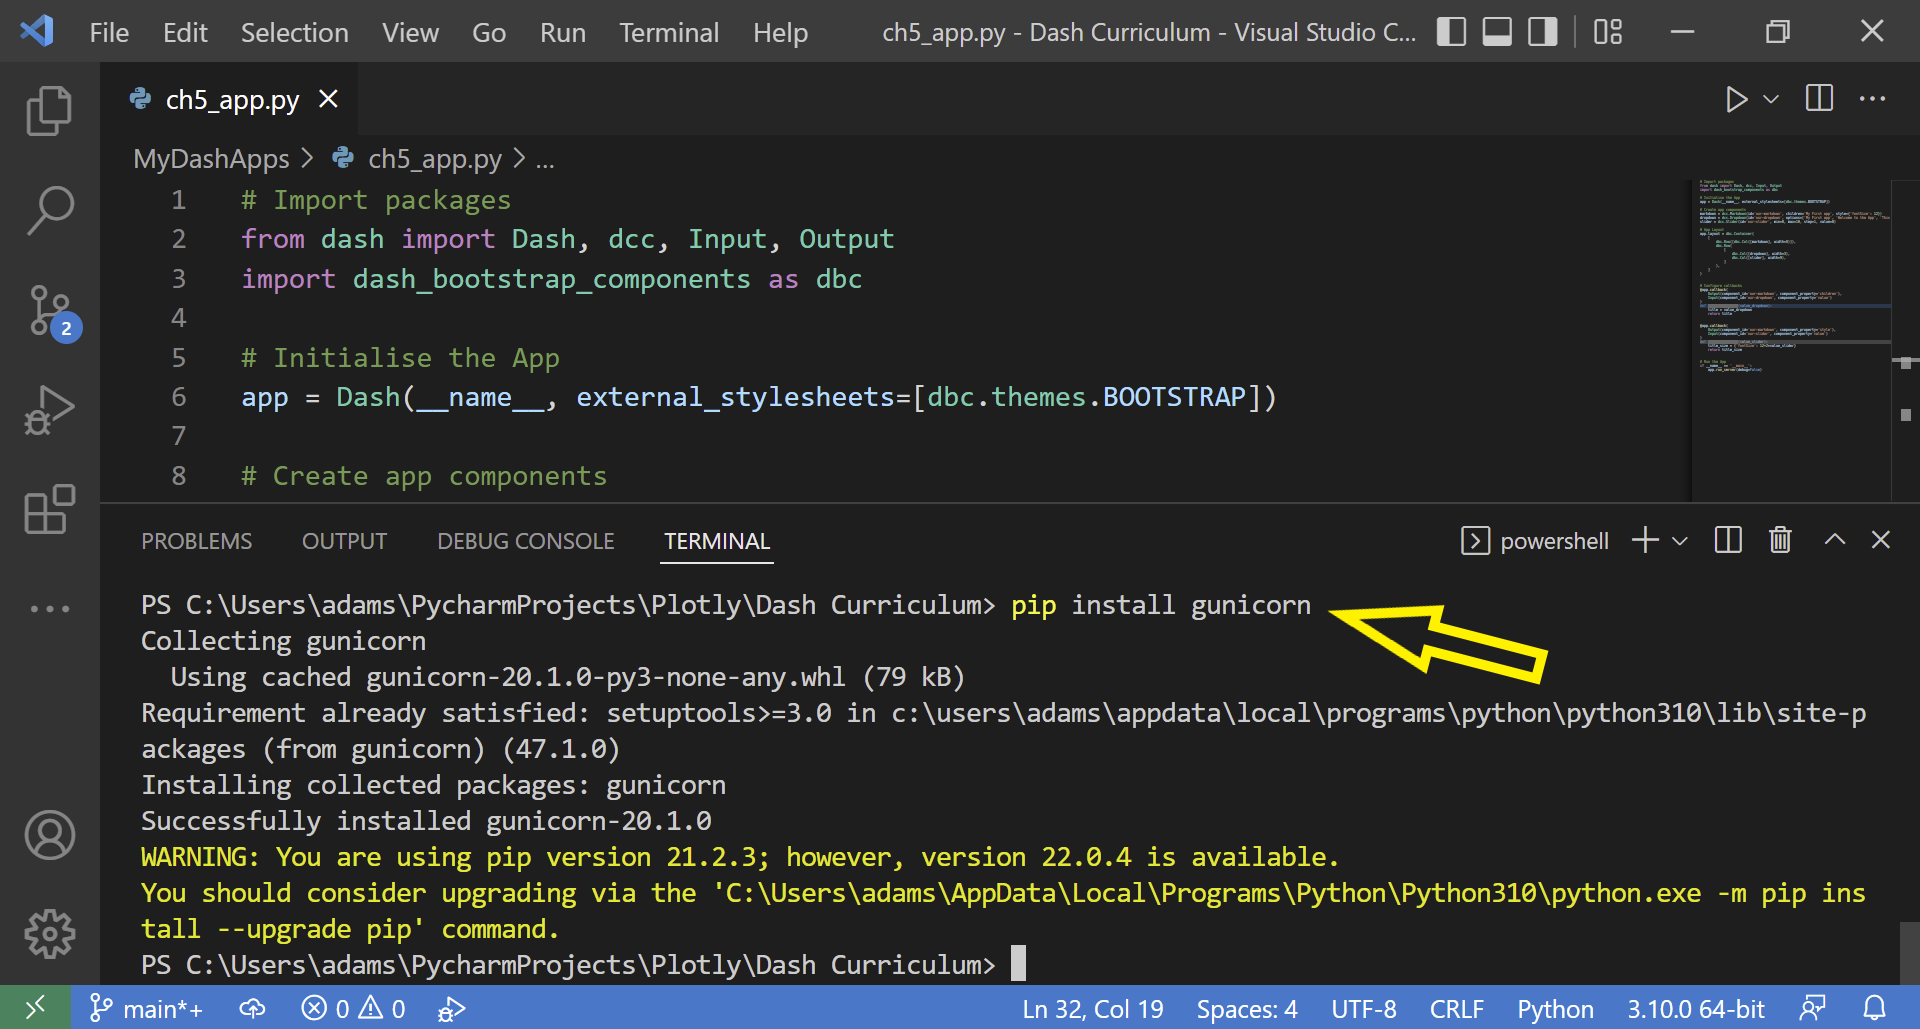 File Edit Selection View Go Run Terminal Help ch5_app.py - Dash Curriculum - Visual Studio C...
ch5_app.py
MyDashApps > ch5_app.py > ...
1 # Import packages
2 from dash import Dash, dcc, Input, Output
3 import dash_bootstrap_components as dbc
4
5 # Initialise the App
6 app = Dash(__name__, external_stylesheets=[dbc.themes.BOOTSTRAP])
7
8 # Create app components
2
PROBLEMS OUTPUT DEBUG CONSOLE TERMINAL powershell
PS C:\Users\adams\PycharmProjects\Plotly\Dash Curriculum> pip install gunicorn
Collecting gunicorn
Using cached gunicorn-20.1.0-py3-none-any.whl (79 kB)
Requirement already satisfied: setuptools>=3.0 in c:\users\adams\appdata\local\programs\python\python310\lib\site-p
ackages (from gunicorn) (47.1.0)
Installing collected packages: gunicorn
Successfully installed gunicorn-20.1.0
WARNING: You are using pip version 21.2.3; however, version 22.0.4 is available.
You should consider upgrading via the 'C:\Users\adams\AppData\Local\Programs\Python\Python310\python.exe -m pip ins
tall --upgrade pip' command.
PS C:\Users\adams\PycharmProjects\Plotly\Dash Curriculum>
main*+ 0 0 Ln 32, Col 19 Spaces: 4 UTF-8 CRLF Python 3.10.0 64-bit